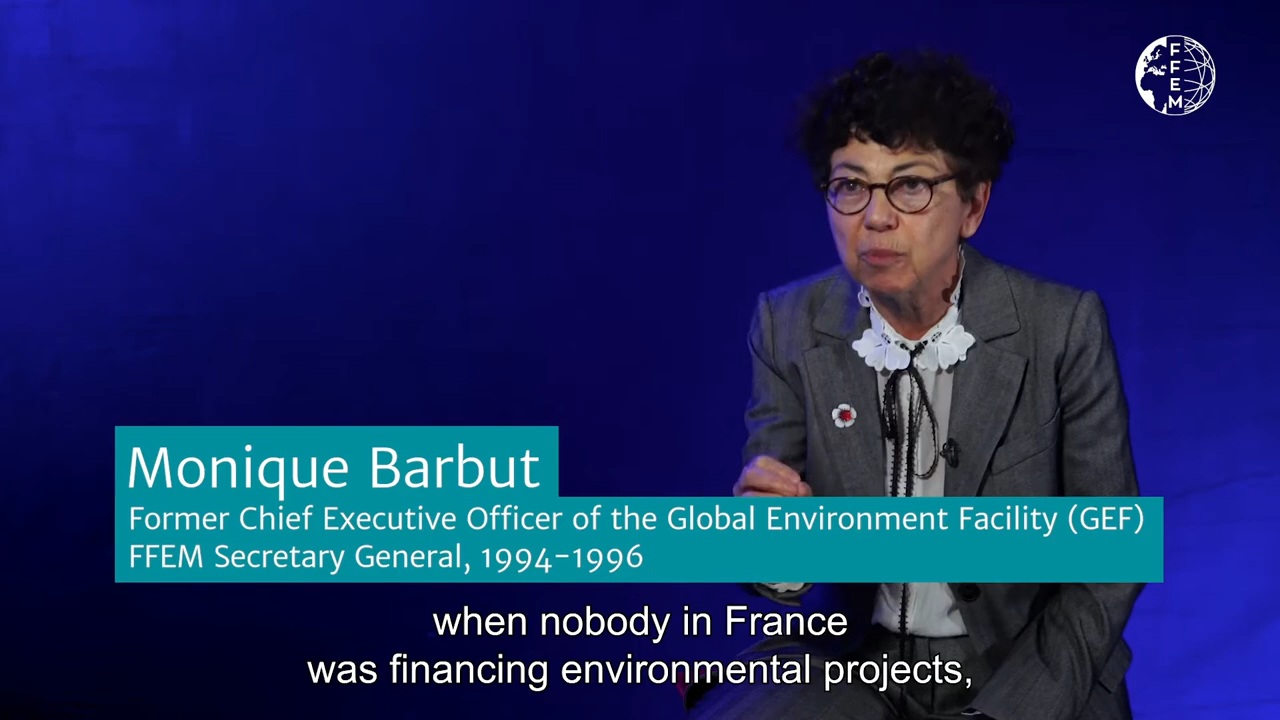 FFEM
Monique Barbut
Former Chief Executive Officer of the Global Environment Facility (GEF)
FFEM Secretary General, 1994-1996
when nobody in France
was financing environmental projects,